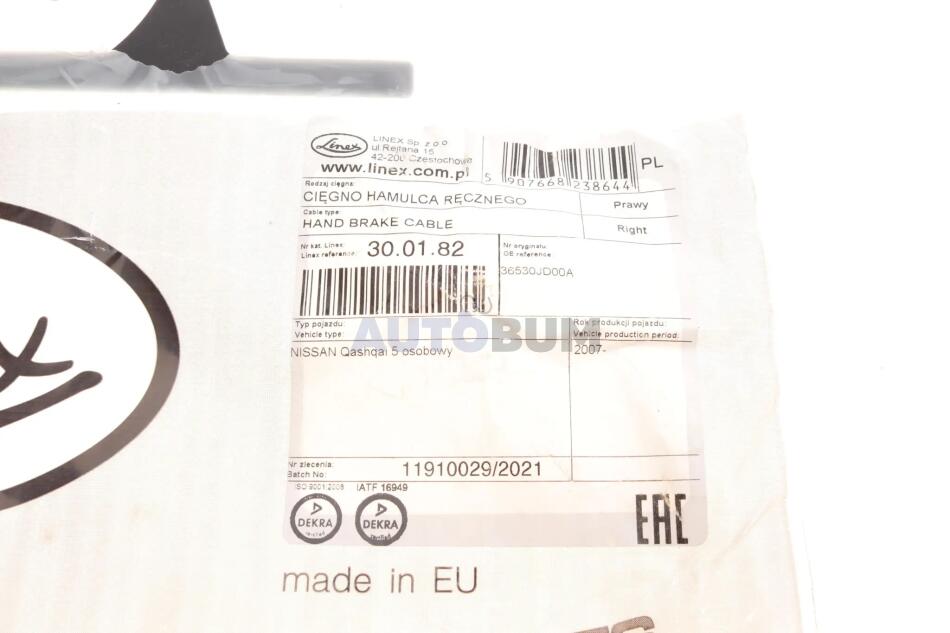 Linex
LINEX Sp. z o o
ul Rejtana 16
42-200 Czestochowa
www.linex.com.pl
5 907668 238644
PL
Rodzaj cięgna:
CIĘGNO HAMULCA RĘCZNEGO
Prawy
Cable type:
HAND BRAKE CABLE
Right
Nr kat. Linex:
Linex reference:
30.01.82
Nr oryginału:
OE reference
36530JD00A
AUTOBUM
Typ pojazdu:
Vehicle type:
Rok produkcji pojazdu:
Vehicle production period:
NISSAN Qashqai 5 osobowy
2007-
Nr zlecenia:
Batch No:
11910029/2021
ISO 9001:2008
IATF 16949
DEKRA
DEKRA
EAC
made in EU